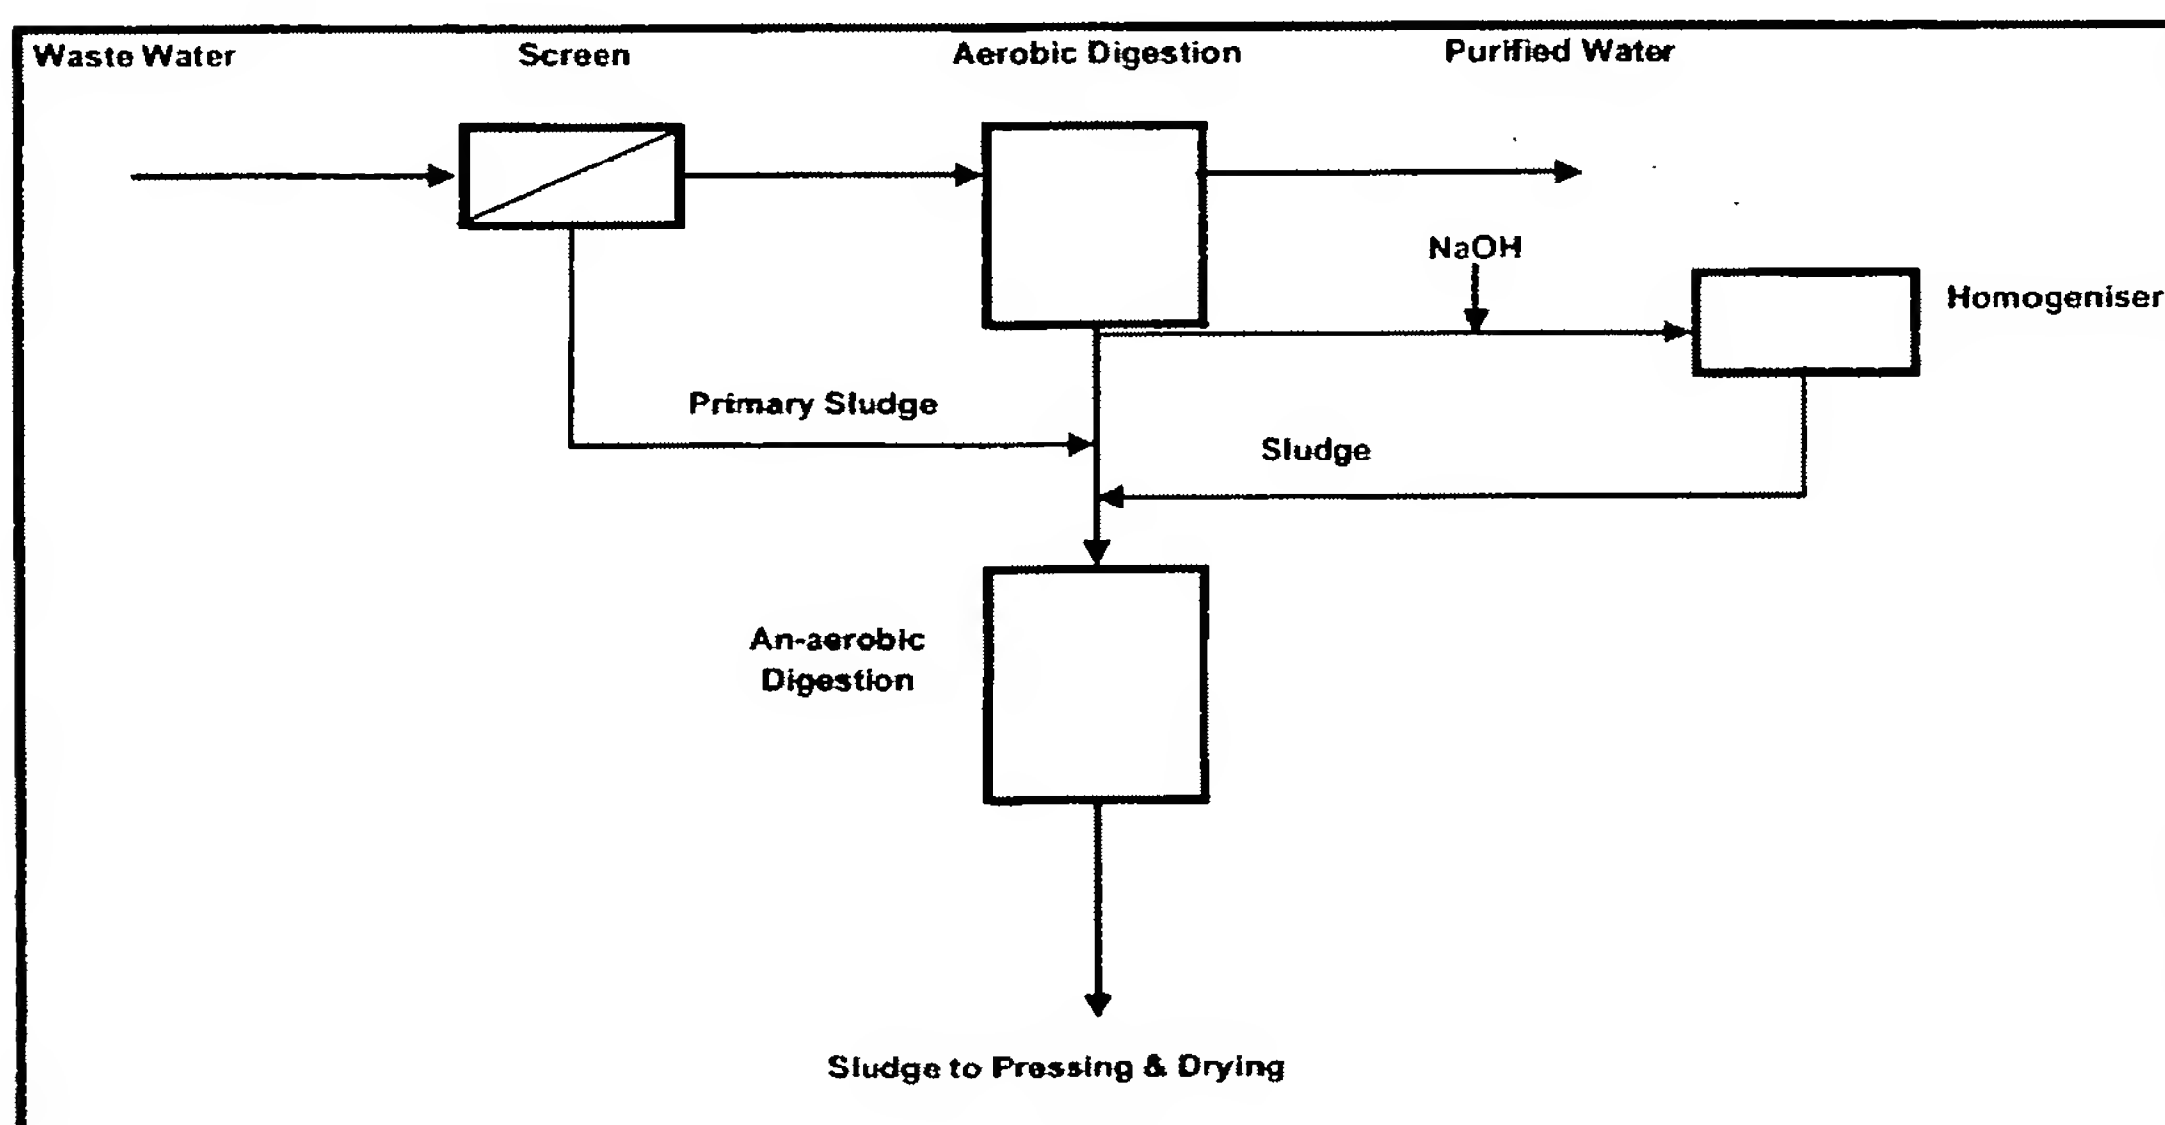 Waste Water
Screen
Aerobic Digestion
Purified Water
NaOH
Homogeniser
Primary Sludge
Sludge
An-aerobic
Digestion
Sludge to Pressing & Drying